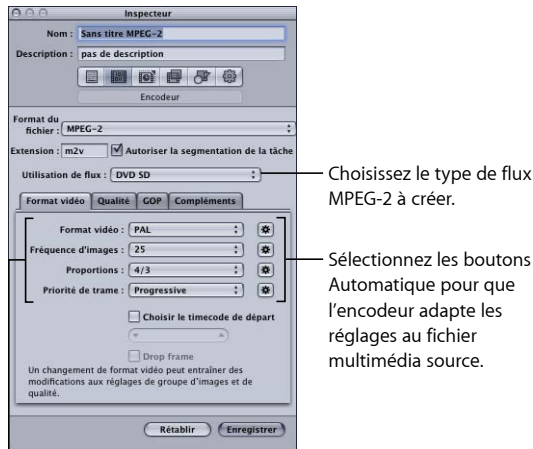 Inspecteur
Nom : Sans titre MPEG-2
Description : pas de description
Encodeur
Format du
fichier : MPEG-2
Extension : m2v Autoriser la segmentation de la tâche
Utilisation de flux : DVD SD
Choisissez le type de flux
MPEG-2 à créer.
Format vidéo Qualité GOP Compléments
Format vidéo : PAL
Fréquence d'images : 25
Proportions : 4/3
Priorité de trame : Progressive
Sélectionnez les boutons
Automatique pour que
l'encodeur adapte les
réglages au fichier
multimédia source.
Choisir le timecode de départ
Drop frame
Un changement de format vidéo peut entraîner des
modifications aux réglages de groupe d'images et de
qualité.
Rétablir Enregistrer